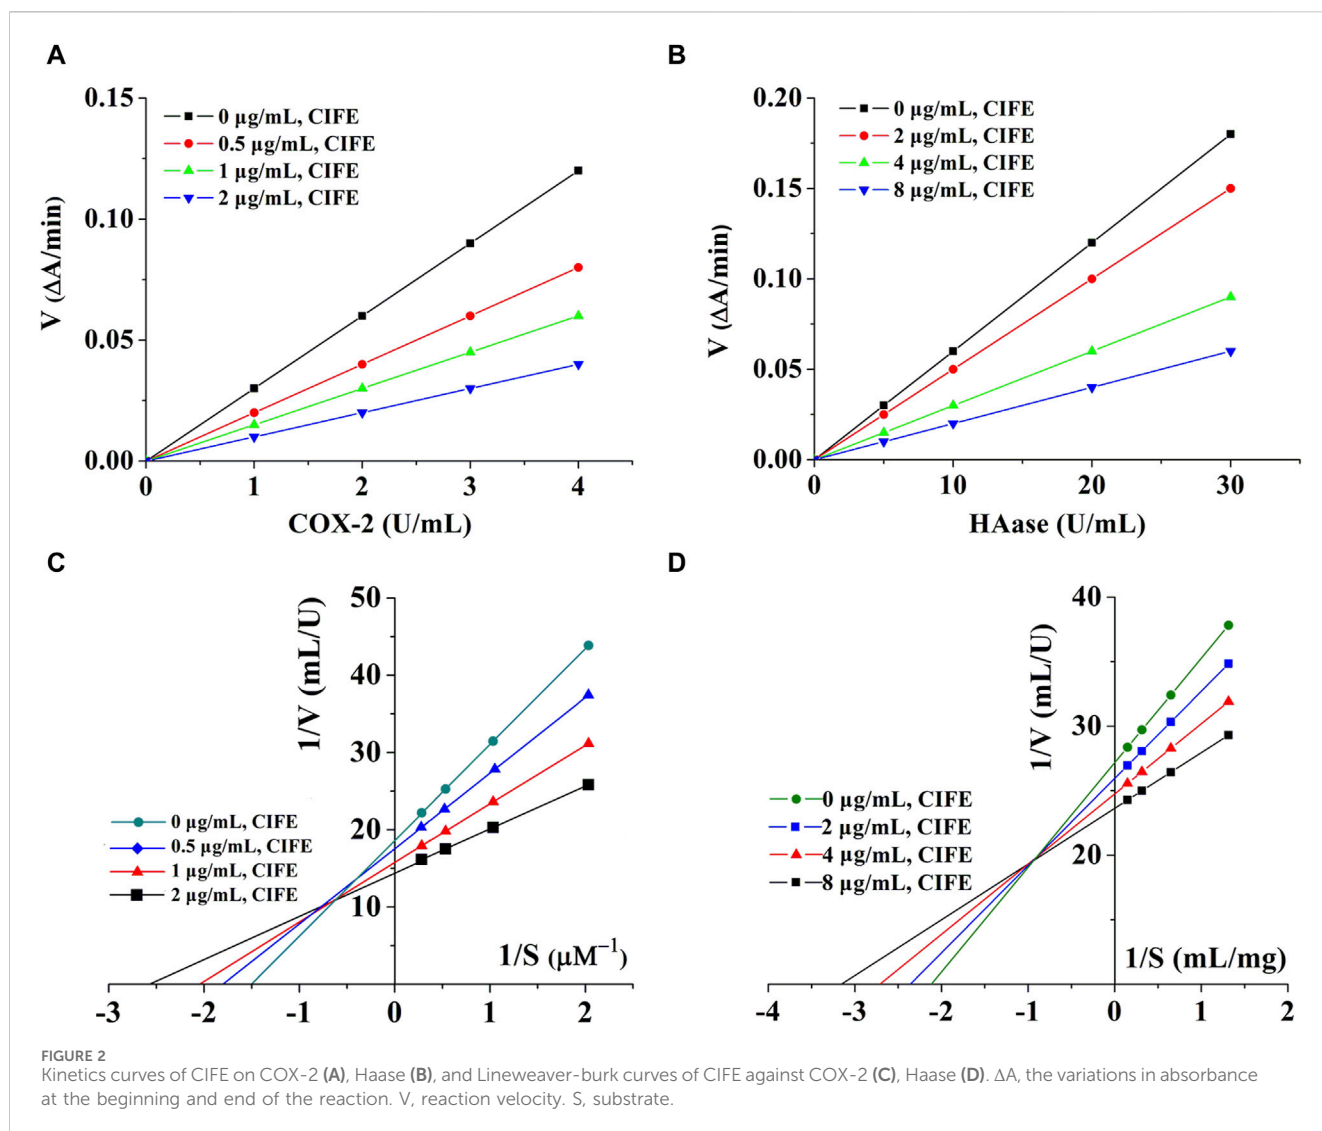 A
0.15
0.10
0.05
0.00
V (ΔA/min)
0 µg/mL, CIFE
0.5 µg/mL, CIFE
1 µg/mL, CIFE
2 µg/mL, CIFE
0 1 2 3 4
COX-2 (U/mL)
B
0.20
0.15
0.10
0.05
0.00
V (ΔA/min)
0 µg/mL, CIFE
2 µg/mL, CIFE
4 µg/mL, CIFE
8 µg/mL, CIFE
0 10 20 30
HAase (U/mL)
C
50
40
30
20
10
1/V (mL/U)
0 µg/mL, CIFE
0.5 µg/mL, CIFE
1 µg/mL, CIFE
2 µg/mL, CIFE
1/S (µM⁻¹)
-3 -2 -1 0 1 2
D
40
30
20
1/V (mL/U)
0 µg/mL, CIFE
2 µg/mL, CIFE
4 µg/mL, CIFE
8 µg/mL, CIFE
1/S (mL/mg)
-4 -3 -2 -1 0 1 2
FIGURE 2
Kinetics curves of CIFE on COX-2 (A), Haase (B), and Lineweaver-burk curves of CIFE against COX-2 (C), Haase (D). ΔA, the variations in absorbance
at the beginning and end of the reaction. V, reaction velocity. S, substrate.